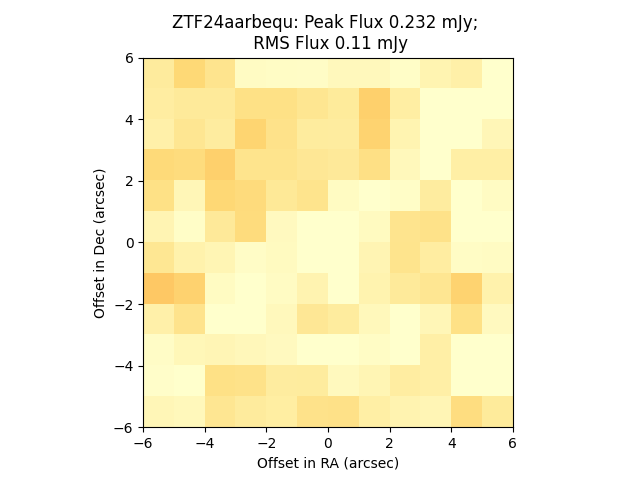 ZTF24aarbequ: Peak Flux 0.232 mJy;
RMS Flux 0.11 mJy
6
4
2
0
−2
−4
−6
Offset in Dec (arcsec)
−6 −4 −2 0 2 4 6
Offset in RA (arcsec)